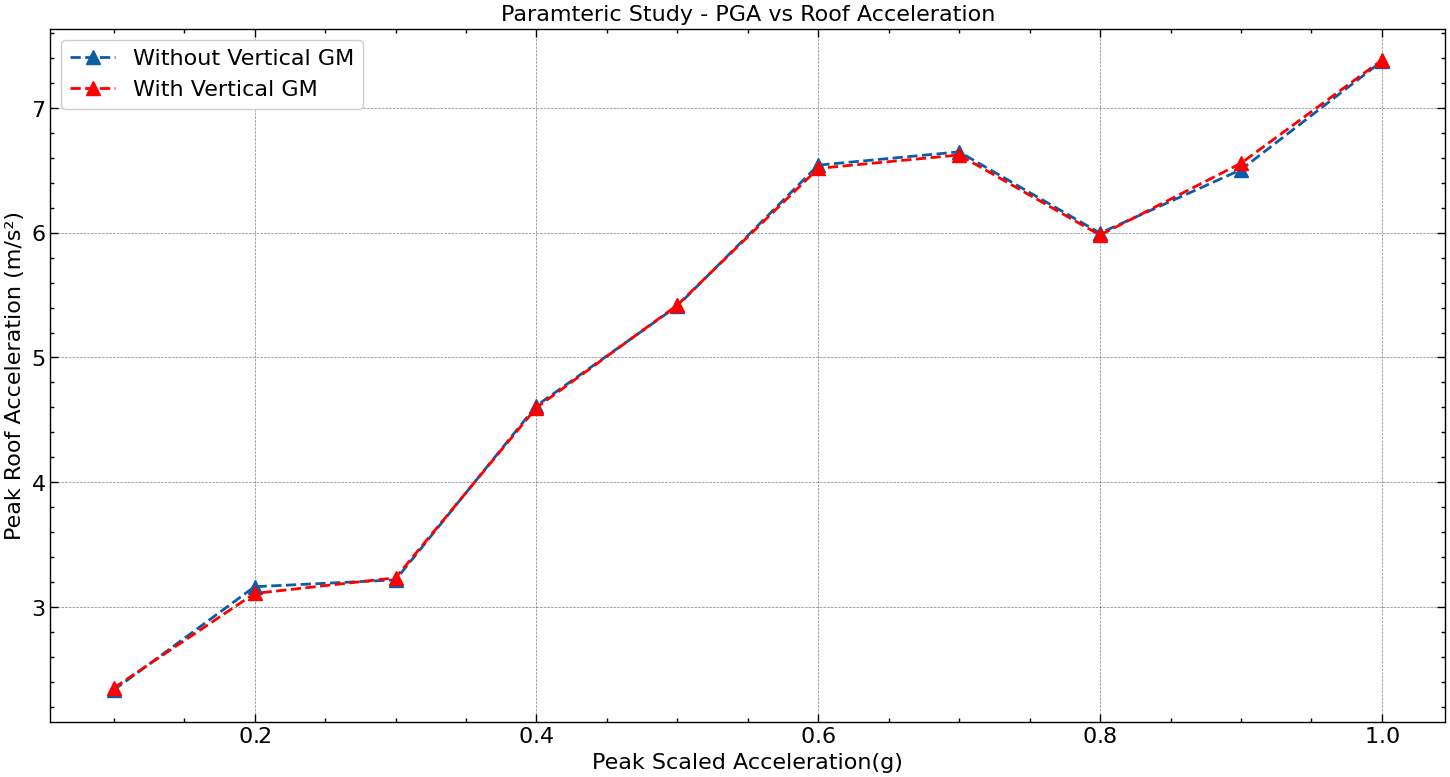 Paramteric Study - PGA vs Roof Acceleration
Without Vertical GM
With Vertical GM
Peak Roof Acceleration (m/s²)
7
6
5
4
3
0.2
0.4
0.6
0.8
1.0
Peak Scaled Acceleration(g)